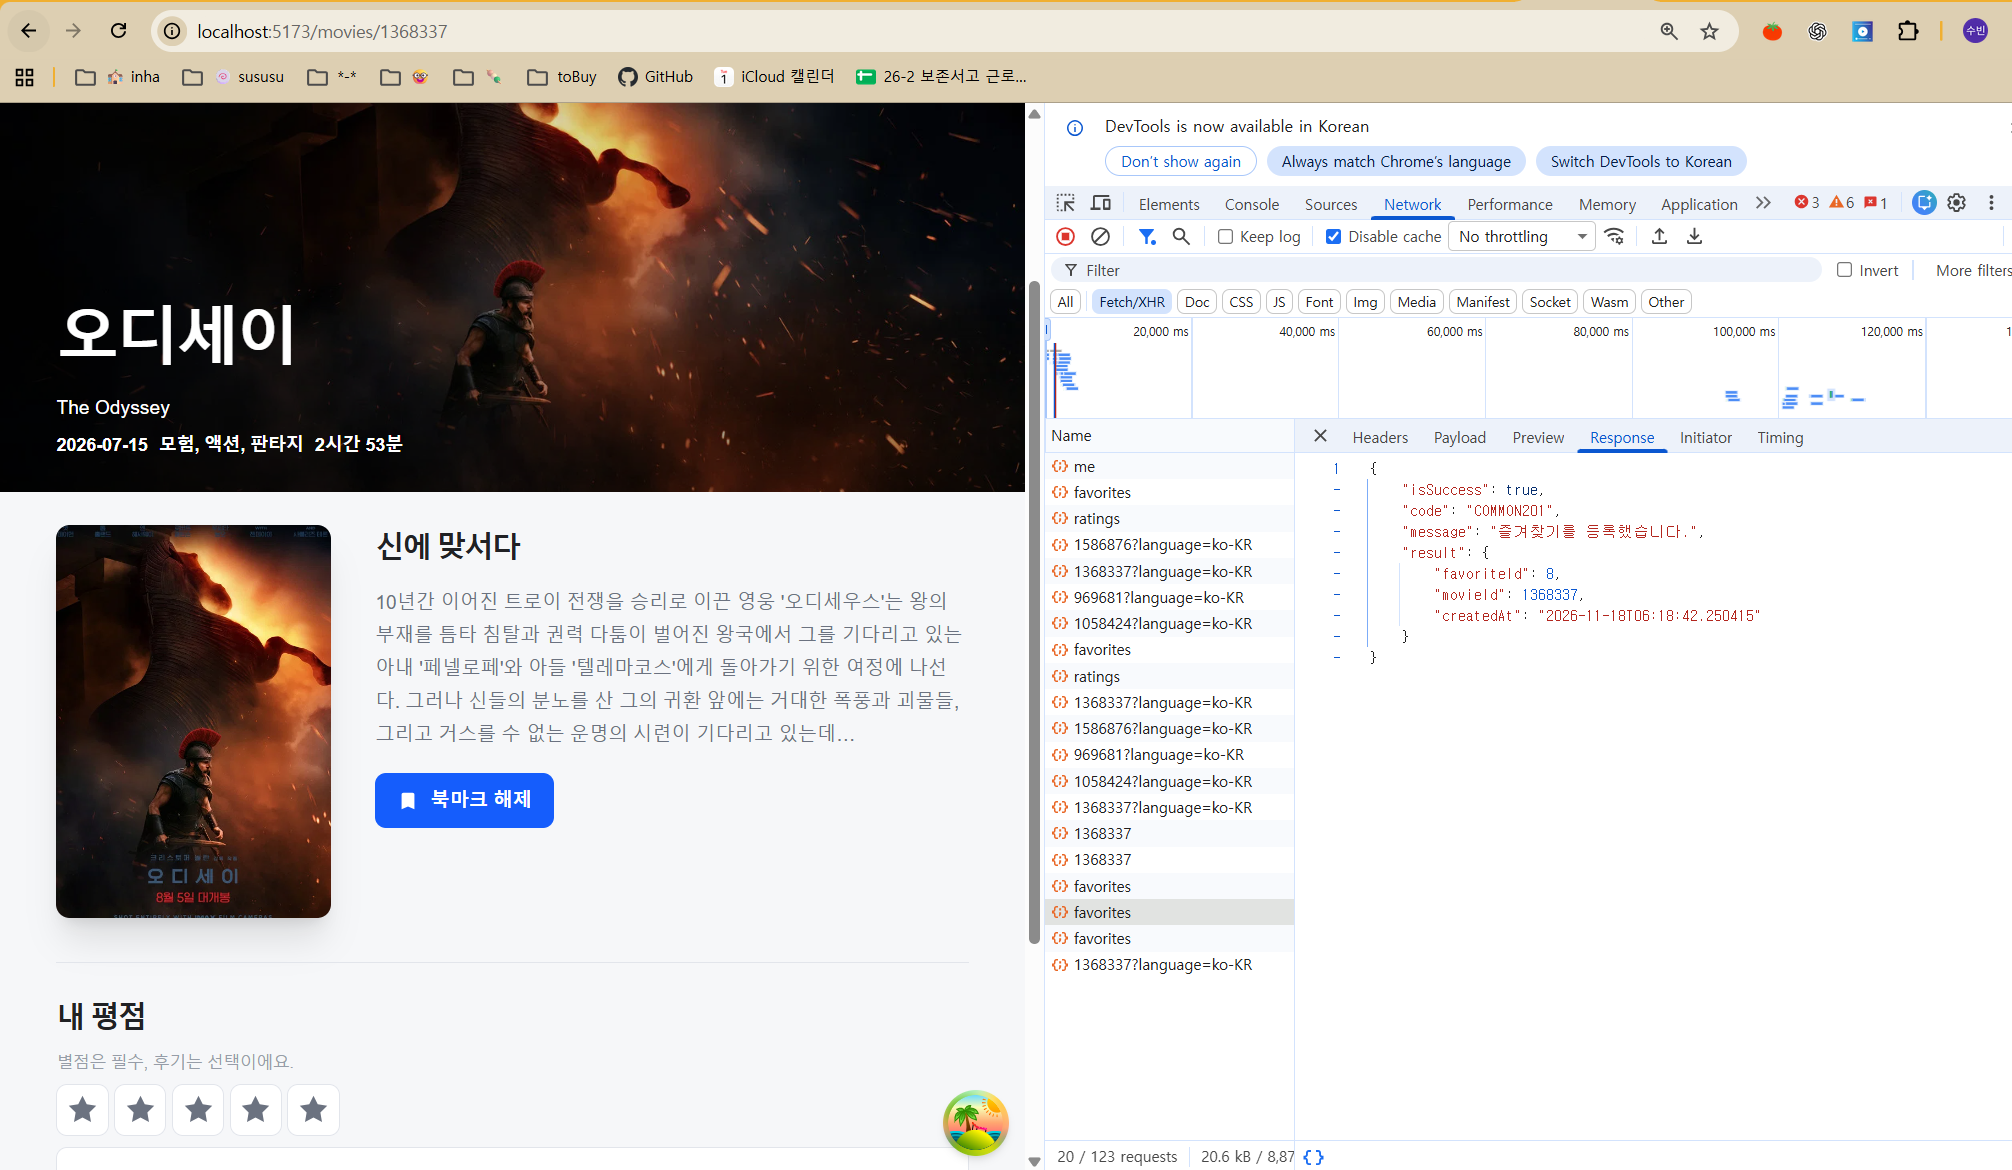 localhost:5173/movies/1368337
수빈
inha
sususu
*-*
toBuy
GitHub
1
iCloud 캘린더
26-2 보존서고 근로...
오디세이
The Odyssey
2026-07-15 모험, 액션, 판타지 2시간 53분
오디세이
8월 5일 대개봉
신에 맞서다
10년간 이어진 트로이 전쟁을 승리로 이끈 영웅 '오디세우스'는 왕의
부재를 틈타 침탈과 권력 다툼이 벌어진 왕국에서 그를 기다리고 있는
아내 '페넬로페'와 아들 '텔레마코스'에게 돌아가기 위한 여정에 나선
다. 그러나 신들의 분노를 산 그의 귀환 앞에는 거대한 폭풍과 괴물들,
그리고 거스를 수 없는 운명의 시련이 기다리고 있는데…
북마크 해제
내 평점
별점은 필수, 후기는 선택이에요.
DevTools is now available in Korean
Don't show again
Always match Chrome's language
Switch DevTools to Korean
Elements
Console
Sources
Network
Performance
Memory
Application
3
6
1
Keep log
Disable cache
No throttling
Filter
Invert
More filters
All
Fetch/XHR
Doc
CSS
JS
Font
Img
Media
Manifest
Socket
Wasm
Other
20,000 ms
40,000 ms
60,000 ms
80,000 ms
100,000 ms
120,000 ms
Name
me
favorites
ratings
1586876?language=ko-KR
1368337?language=ko-KR
969681?language=ko-KR
1058424?language=ko-KR
favorites
ratings
1368337?language=ko-KR
1586876?language=ko-KR
969681?language=ko-KR
1058424?language=ko-KR
1368337?language=ko-KR
1368337
1368337
favorites
favorites
favorites
1368337?language=ko-KR
Headers
Payload
Preview
Response
Initiator
Timing
1 {
"isSuccess": true,
"code": "COMMON201",
"message": "즐겨찾기를 등록했습니다.",
"result": {
"favoriteId": 8,
"movieId": 1368337,
"createdAt": "2026-11-18T06:18:42.250415"
}
}
20 / 123 requests
20.6 kB / 8,87